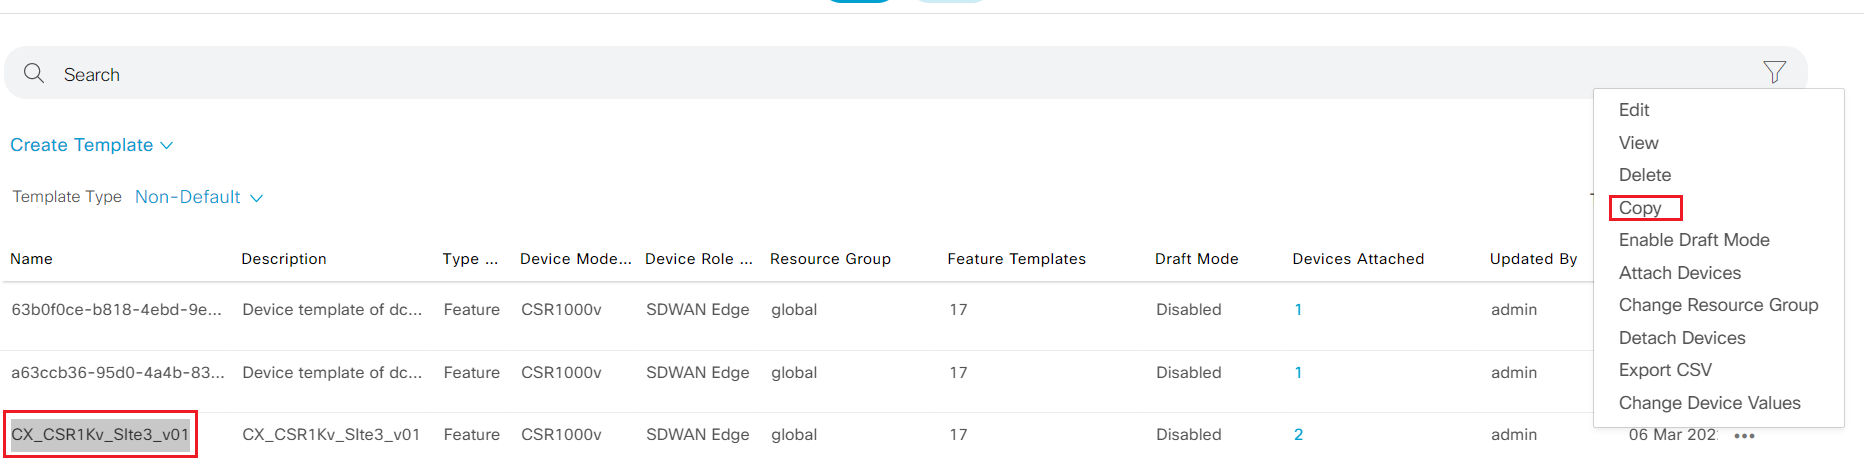 Search
Edit
Create Template
View
Delete
Template Type Non-Default
Copy
Enable Draft Mode
Name Description Type ... Device Mode... Device Role ... Resource Group Feature Templates Draft Mode Devices Attached Updated By
Attach Devices
Change Resource Group
63b0f0ce-b818-4ebd-9e... Device template of dc... Feature CSR1000v SDWAN Edge global 17 Disabled 1 admin
Detach Devices
Export CSV
a63ccb36-95d0-4a4b-83... Device template of dc... Feature CSR1000v SDWAN Edge global 17 Disabled 1 admin
Change Device Values
CX_CSR1Kv_SIte3_v01 CX_CSR1Kv_SIte3_v01 Feature CSR1000v SDWAN Edge global 17 Disabled 2 admin 06 Mar 202 •••